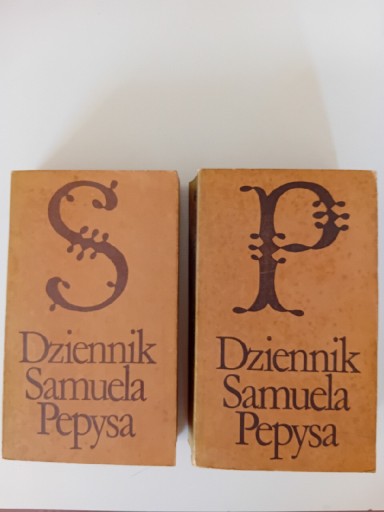 S
Dziennik
Samuela
Pepysa
P
Dziennik
Samuela
Pepysa